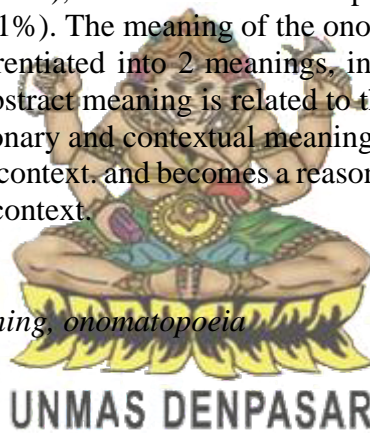 1%). The meaning of the ono
rentiated into 2 meanings, in
bstract meaning is related to th
onary and contextual meaning
context. and becomes a reason
context.
ning, onomatopoeia
UNMAS DENPASAR